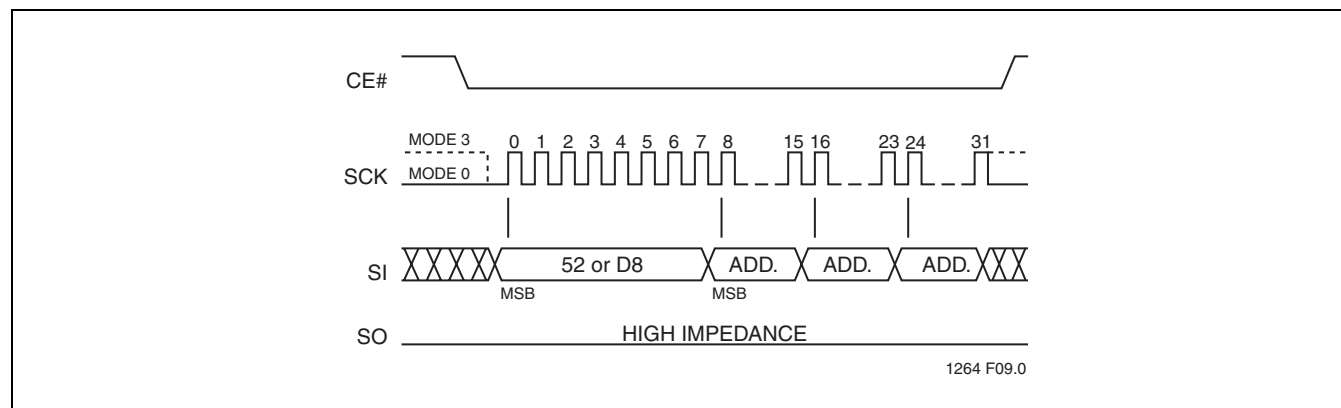 CE#
MODE 3
0 1 2 3 4 5 6 7 8 15 16 23 24 31
SCK
MODE 0
SI
52 or D8 ADD. ADD. ADD.
MSB MSB
SO
HIGH IMPEDANCE
1264 F09.0